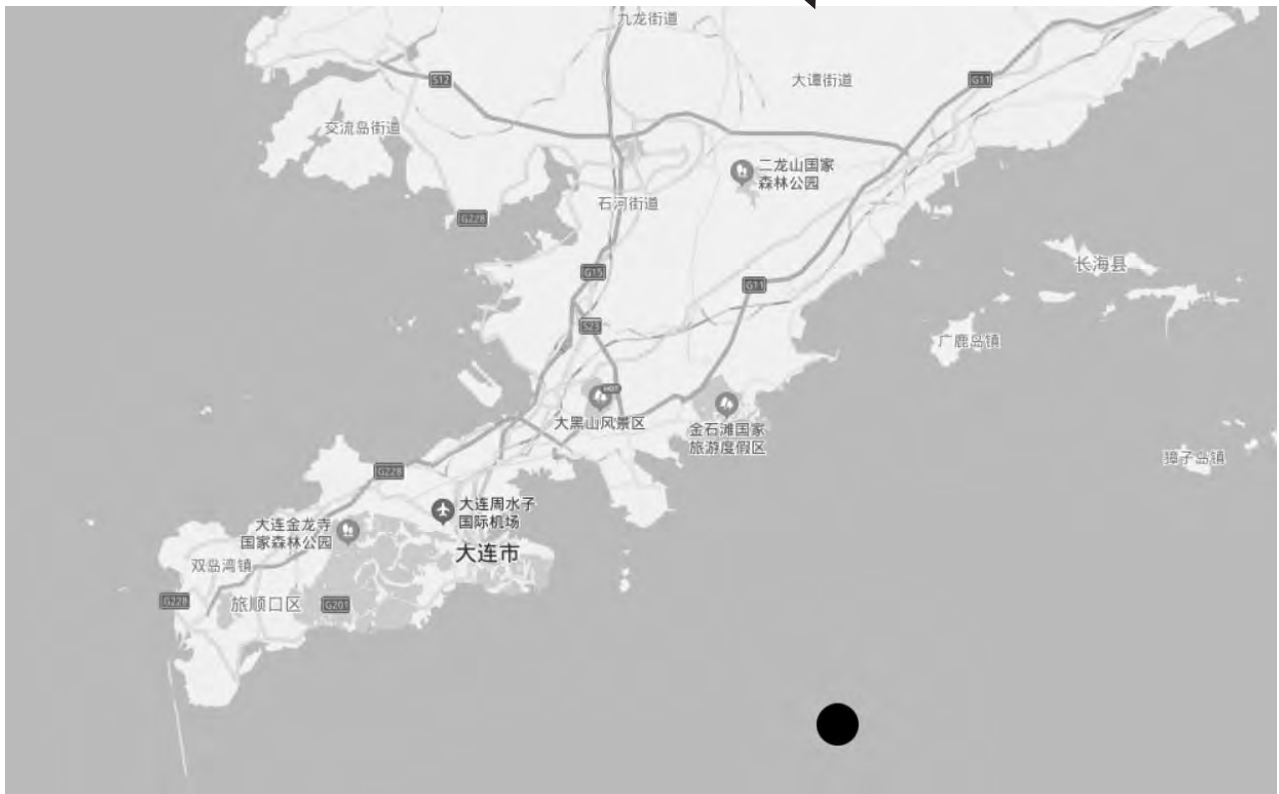 九龙街道
S12
大谭街道
G11
交流岛街道
二龙山国家
森林公园
石河街道
G228
长海县
G15
G11
S23
广鹿岛镇
HOT
大黑山风景区
金石滩国家
旅游度假区
獐子岛镇
G228
大连周水子
国际机场
大连金龙寺
国家森林公园
大连市
双岛湾镇
G228
旅顺口区
G201